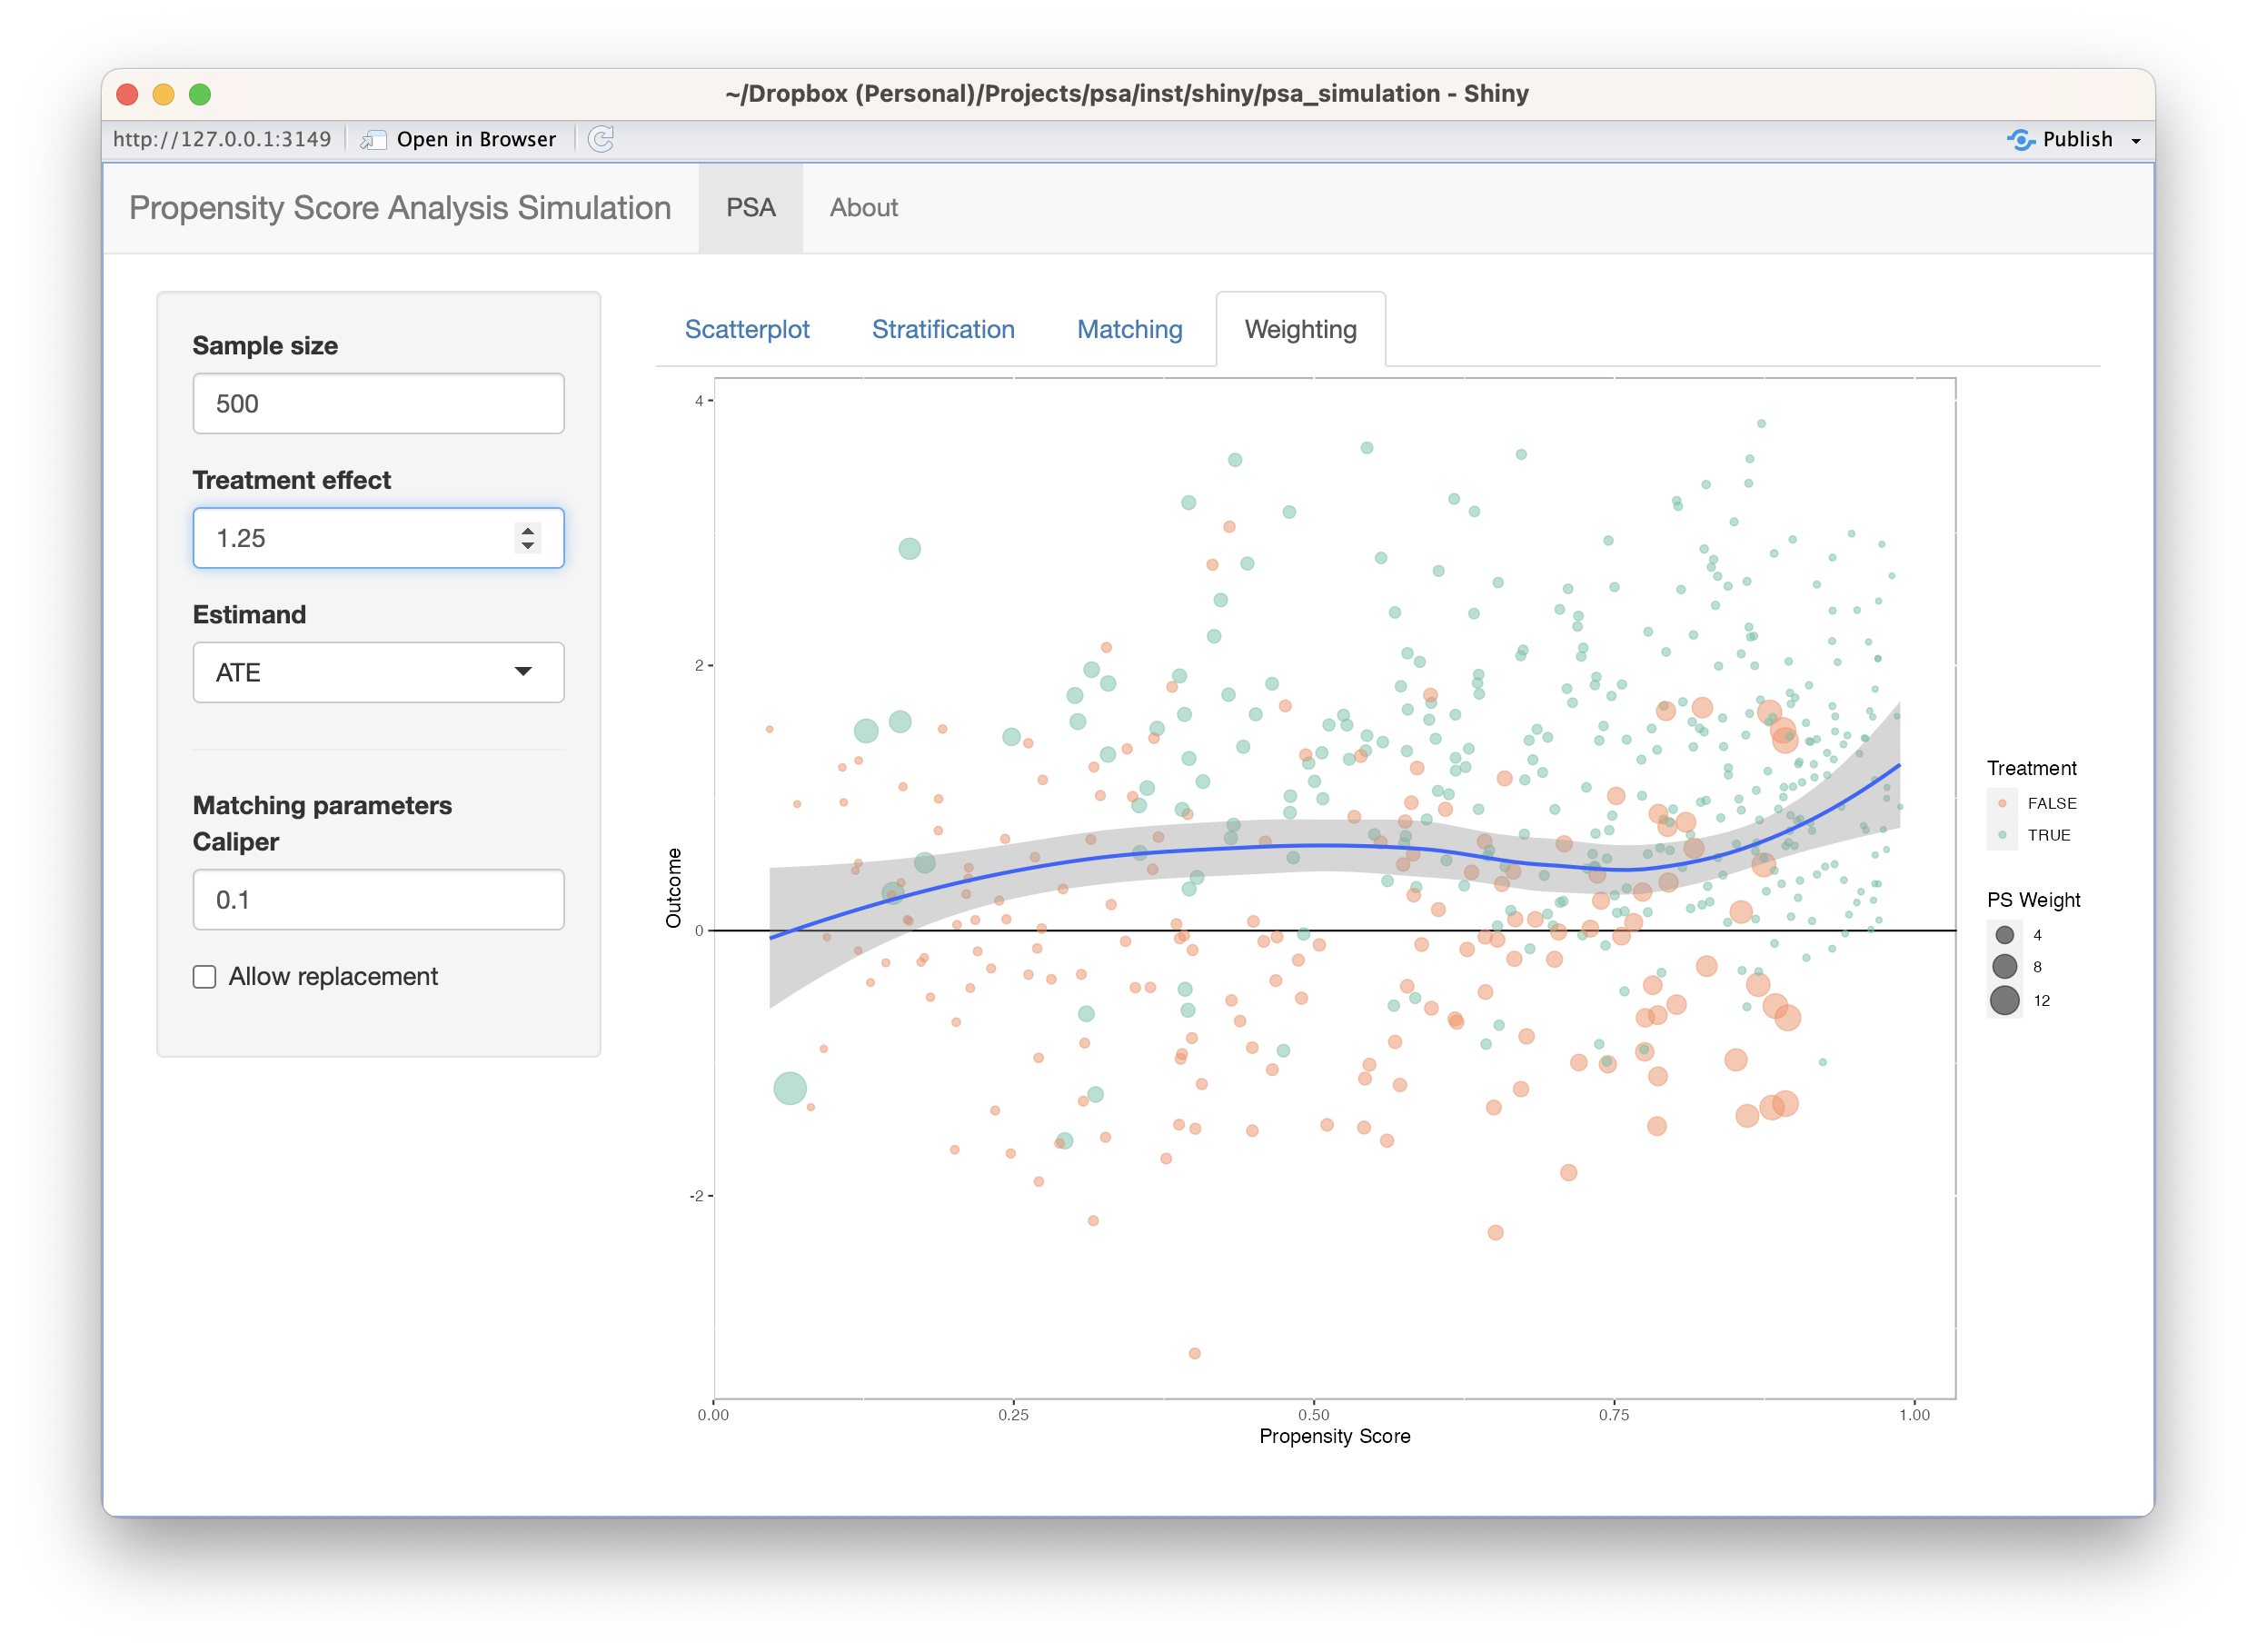 ~/Dropbox (Personal)/Projects/psa/inst/shiny/psa_simulation - Shiny
http://127.0.0.1:3149 Open in Browser Publish
Propensity Score Analysis Simulation PSA About
Sample size
500
Treatment effect
1.25
Estimand
ATE
Matching parameters
Caliper
0.1
Allow replacement
Scatterplot Stratification Matching Weighting
4
2
0
-2
Outcome
0.00 0.25 0.50 0.75 1.00
Propensity Score
Treatment
FALSE
TRUE
PS Weight
4
8
12